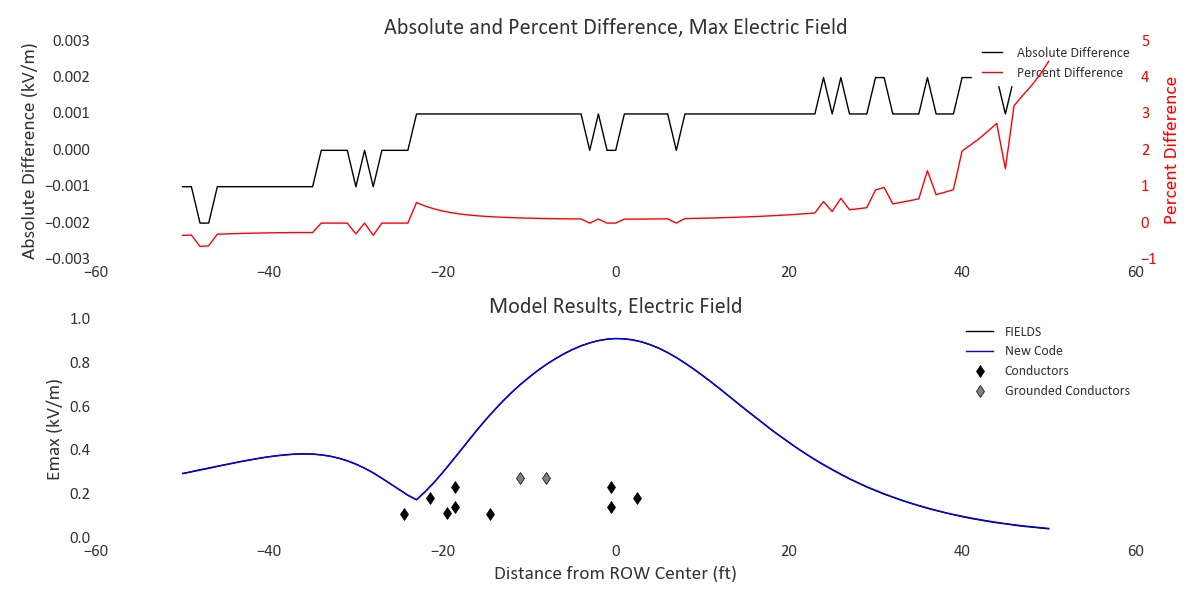 Absolute and Percent Difference, Max Electric Field
Absolute Difference (kV/m)
0.003
0.002
0.001
0.000
−0.001
−0.002
−0.003
−60
−40
−20
0
20
40
60
Absolute Difference
Percent Difference
5
4
3
2
1
0
−1
Percent Difference
Model Results, Electric Field
Emax (kV/m)
1.0
0.8
0.6
0.4
0.2
0.0
−60
−40
−20
0
20
40
60
FIELDS
New Code
Conductors
Grounded Conductors
Distance from ROW Center (ft)